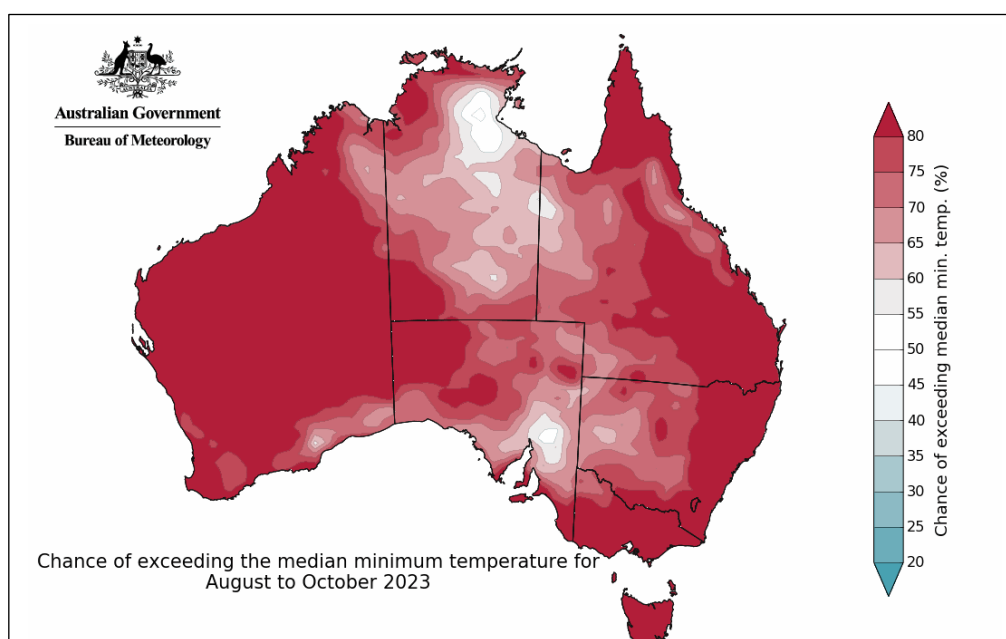 Australian Government
Bureau of Meteorology
80
75
70
65
60
55
50
45
40
35
30
25
20
Chance of exceeding median min. temp. (%)
Chance of exceeding the median minimum temperature for
August to October 2023